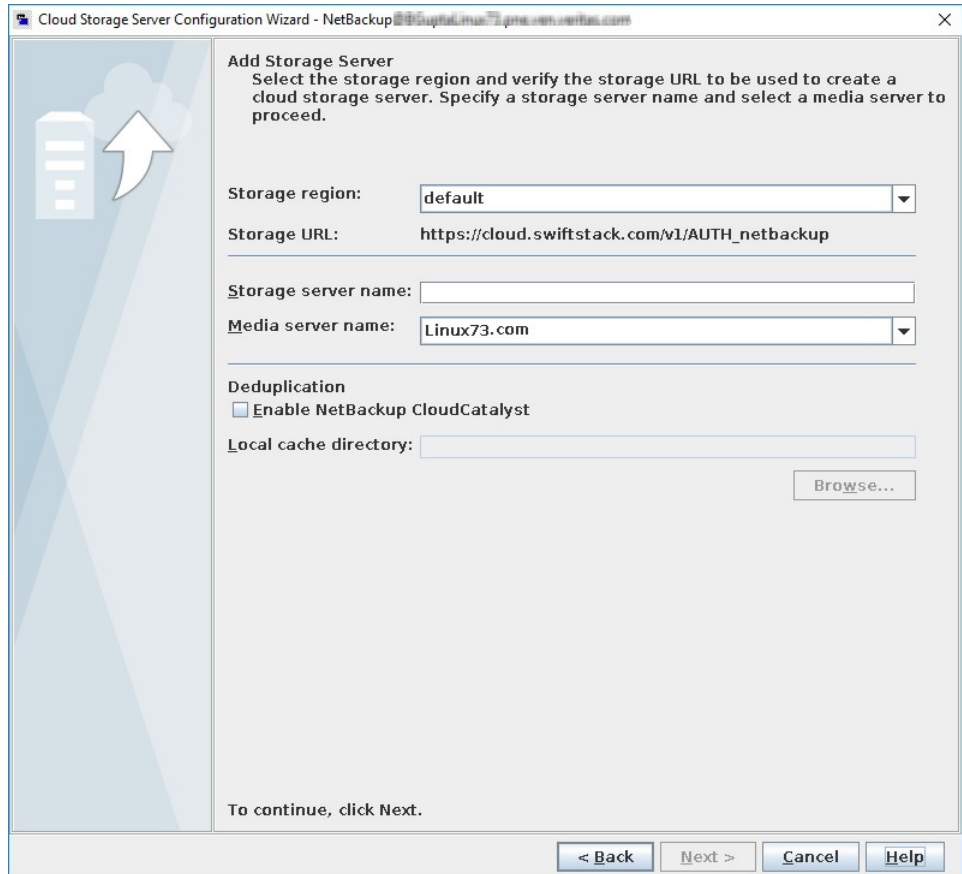 Cloud Storage Server Configuration Wizard - NetBackup
Add Storage Server
Select the storage region and verify the storage URL to be used to create a
cloud storage server. Specify a storage server name and select a media server to
proceed.
Storage region:
default
Storage URL:
https://cloud.swiftstack.com/v1/AUTH_netbackup
Storage server name:
Media server name:
Linux73.com
Deduplication
Enable NetBackup CloudCatalyst
Local cache directory:
Browse...
To continue, click Next.
< Back
Next >
Cancel
Help